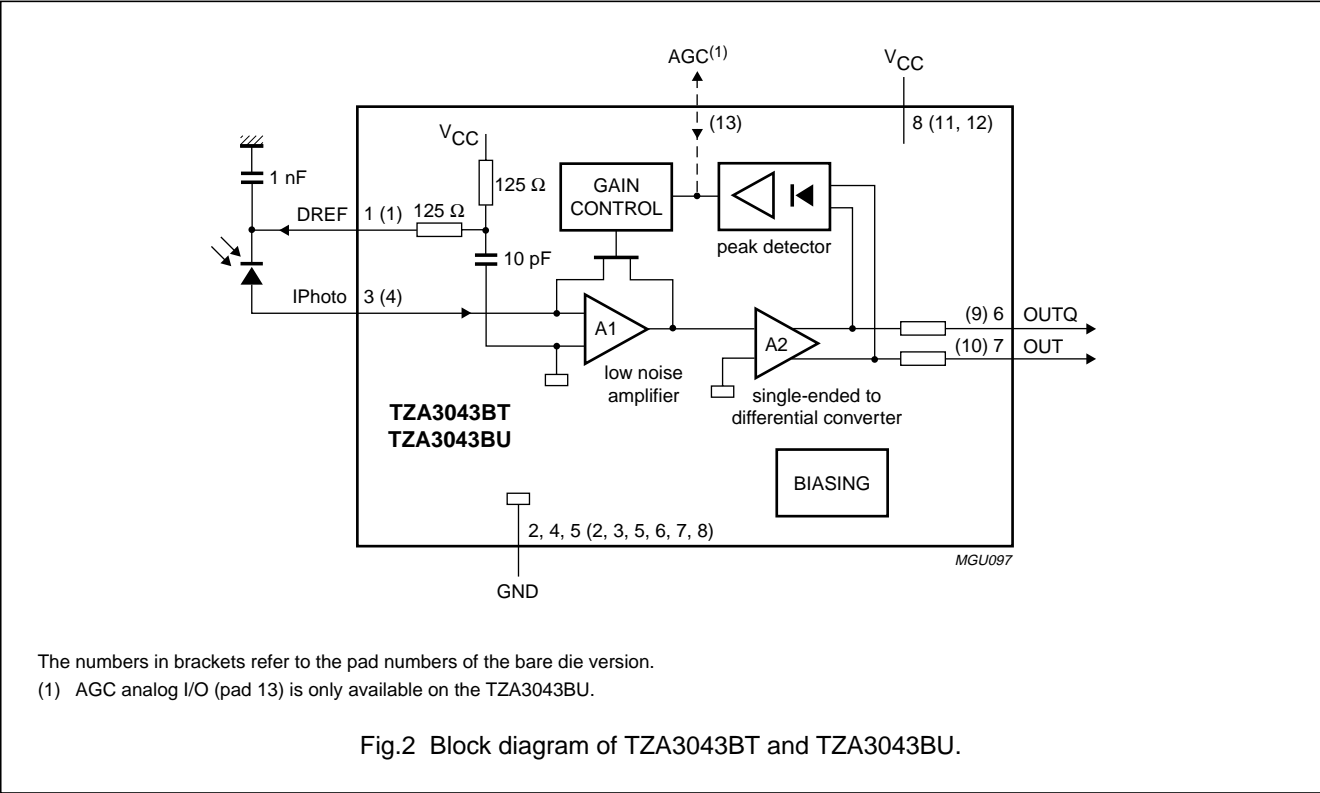 AGC(1)
VCC
(13)
8 (11, 12)
VCC
1 nF
125 Ω
GAIN
CONTROL
DREF
1 (1)
125 Ω
peak detector
10 pF
IPhoto
3 (4)
A1
(9) 6
OUTQ
A2
(10) 7
OUT
low noise
amplifier
single-ended to
differential converter
TZA3043BT
TZA3043BU
BIASING
2, 4, 5 (2, 3, 5, 6, 7, 8)
MGU097
GND
The numbers in brackets refer to the pad numbers of the bare die version.
(1) AGC analog I/O (pad 13) is only available on the TZA3043BU.
Fig.2 Block diagram of TZA3043BT and TZA3043BU.